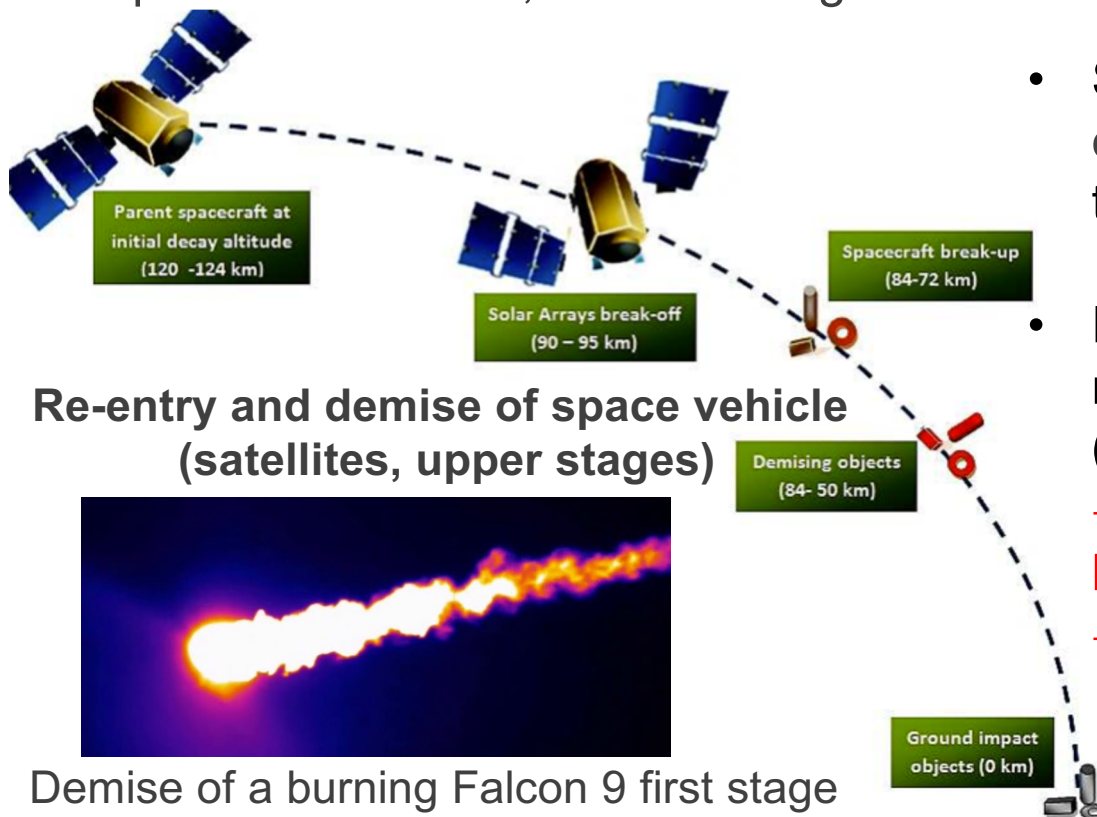 Parent spacecraft at
initial decay altitude
(120 -124 km)
Solar Arrays break-off
(90 – 95 km)
Spacecraft break-up
(84-72 km)
Re-entry and demise of space vehicle
(satellites, upper stages)
Demising objects
(84- 50 km)
Ground impact
objects (0 km)
Demise of a burning Falcon 9 first stage